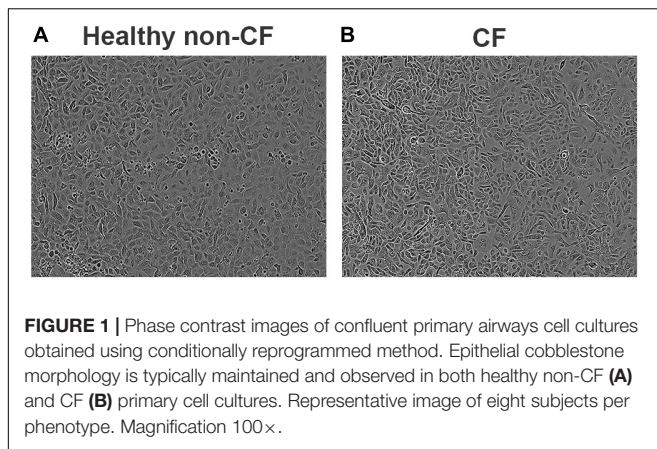 A Healthy non-CF B CF
FIGURE 1 | Phase contrast images of confluent primary airways cell cultures
obtained using conditionally reprogrammed method. Epithelial cobblestone
morphology is typically maintained and observed in both healthy non-CF (A)
and CF (B) primary cell cultures. Representative image of eight subjects per
phenotype. Magnification 100×.